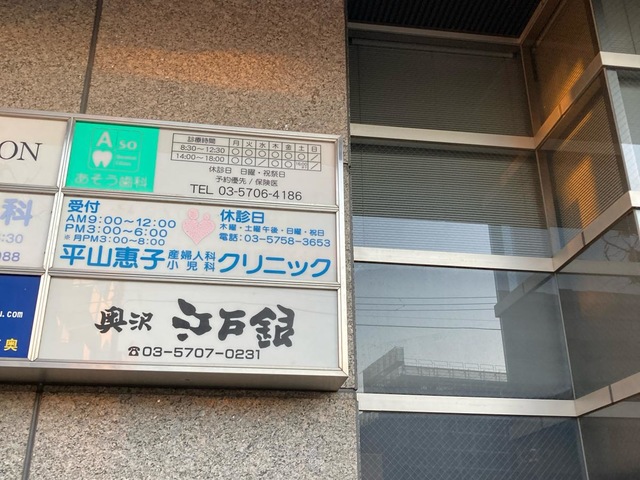 ON
科
:30
988
u.com
奥
A
so
あそう歯科
診療時間 月 火 水 木 金 土 日
8:30〜12:30 ○ ○ ○ ○ ○ ○ ／
14:00〜18:00 ○ ○ ／ ○ ○
休診日 日曜・祝祭日
予約優先／保険医
TEL 03-5706-4186
受付
AM9:00〜12:00
PM3:00〜6:00
※月PM3:00〜8:00
休診日
木曜・土曜午後・日曜・祝日
電話:03-5758-3653
平山惠子 産婦人科 小児科 クリニック
奥沢 江戸銀
☎03-5707-0231